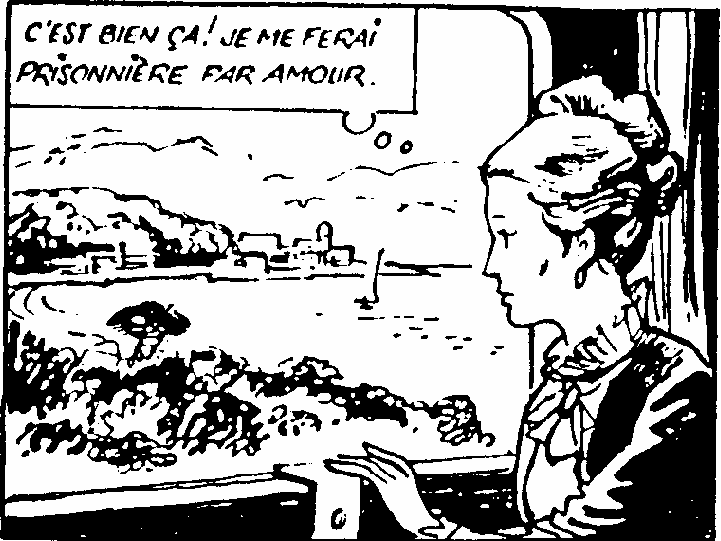 C'EST BIEN ÇA! JE ME FERAI
PRISONNIÈRE PAR AMOUR.